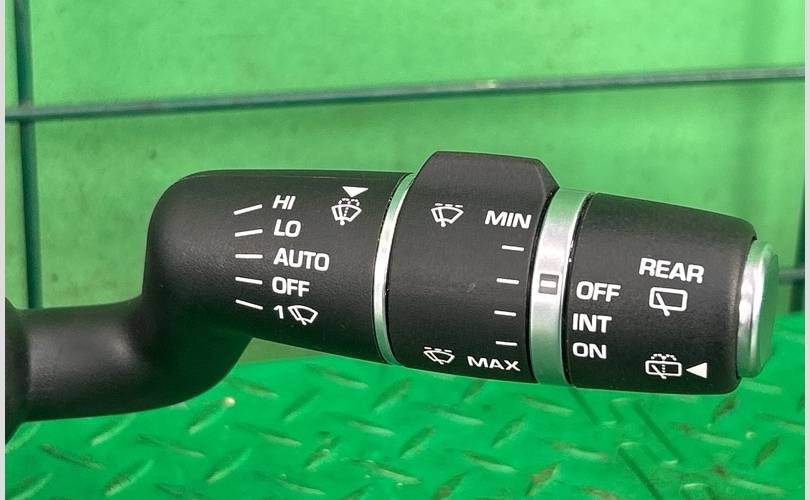 HI
LO
AUTO
OFF
1
MIN
MAX
REAR
OFF
INT
ON